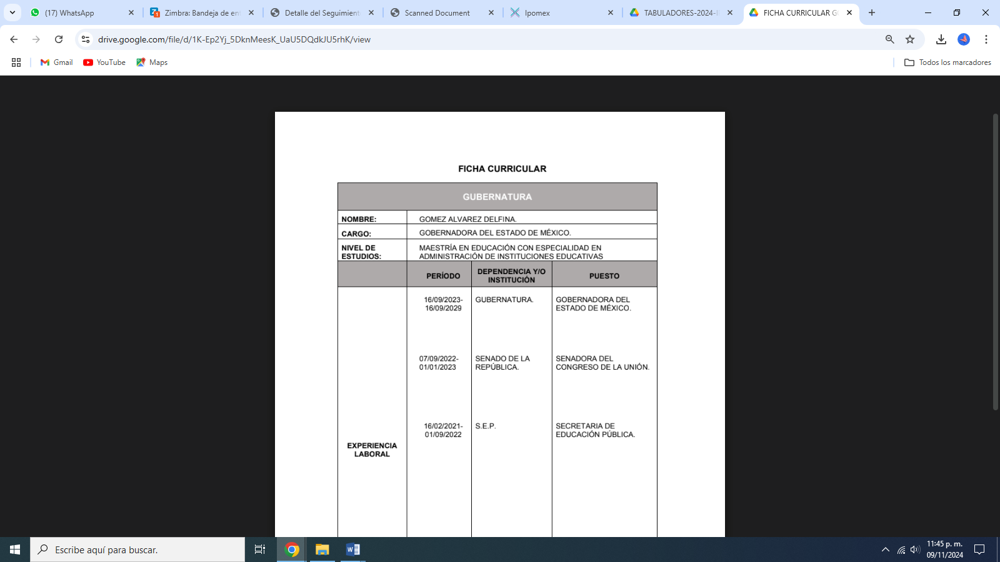 (17) WhatsApp
Zimbra: Bandeja de en
Detalle del Seguimient
Scanned Document
Ipomex
TABULADORES-2024-I
FICHA CURRICULAR G
drive.google.com/file/d/1K-Ep2Yj_5DknMeesK_UaU5DQdkJU5rhK/view
Gmail
YouTube
Maps
Todos los marcadores
FICHA CURRICULAR
GUBERNATURA
NOMBRE:
GOMEZ ALVAREZ DELFINA.
CARGO:
GOBERNADORA DEL ESTADO DE MÉXICO.
NIVEL DE
ESTUDIOS:
MAESTRÍA EN EDUCACIÓN CON ESPECIALIDAD EN
ADMINISTRACIÓN DE INSTITUCIONES EDUCATIVAS
PERÍODO
DEPENDENCIA Y/O
INSTITUCIÓN
PUESTO
16/09/2023-
16/09/2029
GUBERNATURA.
GOBERNADORA DEL
ESTADO DE MÉXICO.
07/09/2022-
01/01/2023
SENADO DE LA
REPÚBLICA.
SENADORA DEL
CONGRESO DE LA UNIÓN.
16/02/2021-
01/09/2022
S.E.P.
SECRETARIA DE
EDUCACIÓN PÚBLICA.
EXPERIENCIA
LABORAL
Escribe aquí para buscar.
11:45 p. m.
09/11/2024